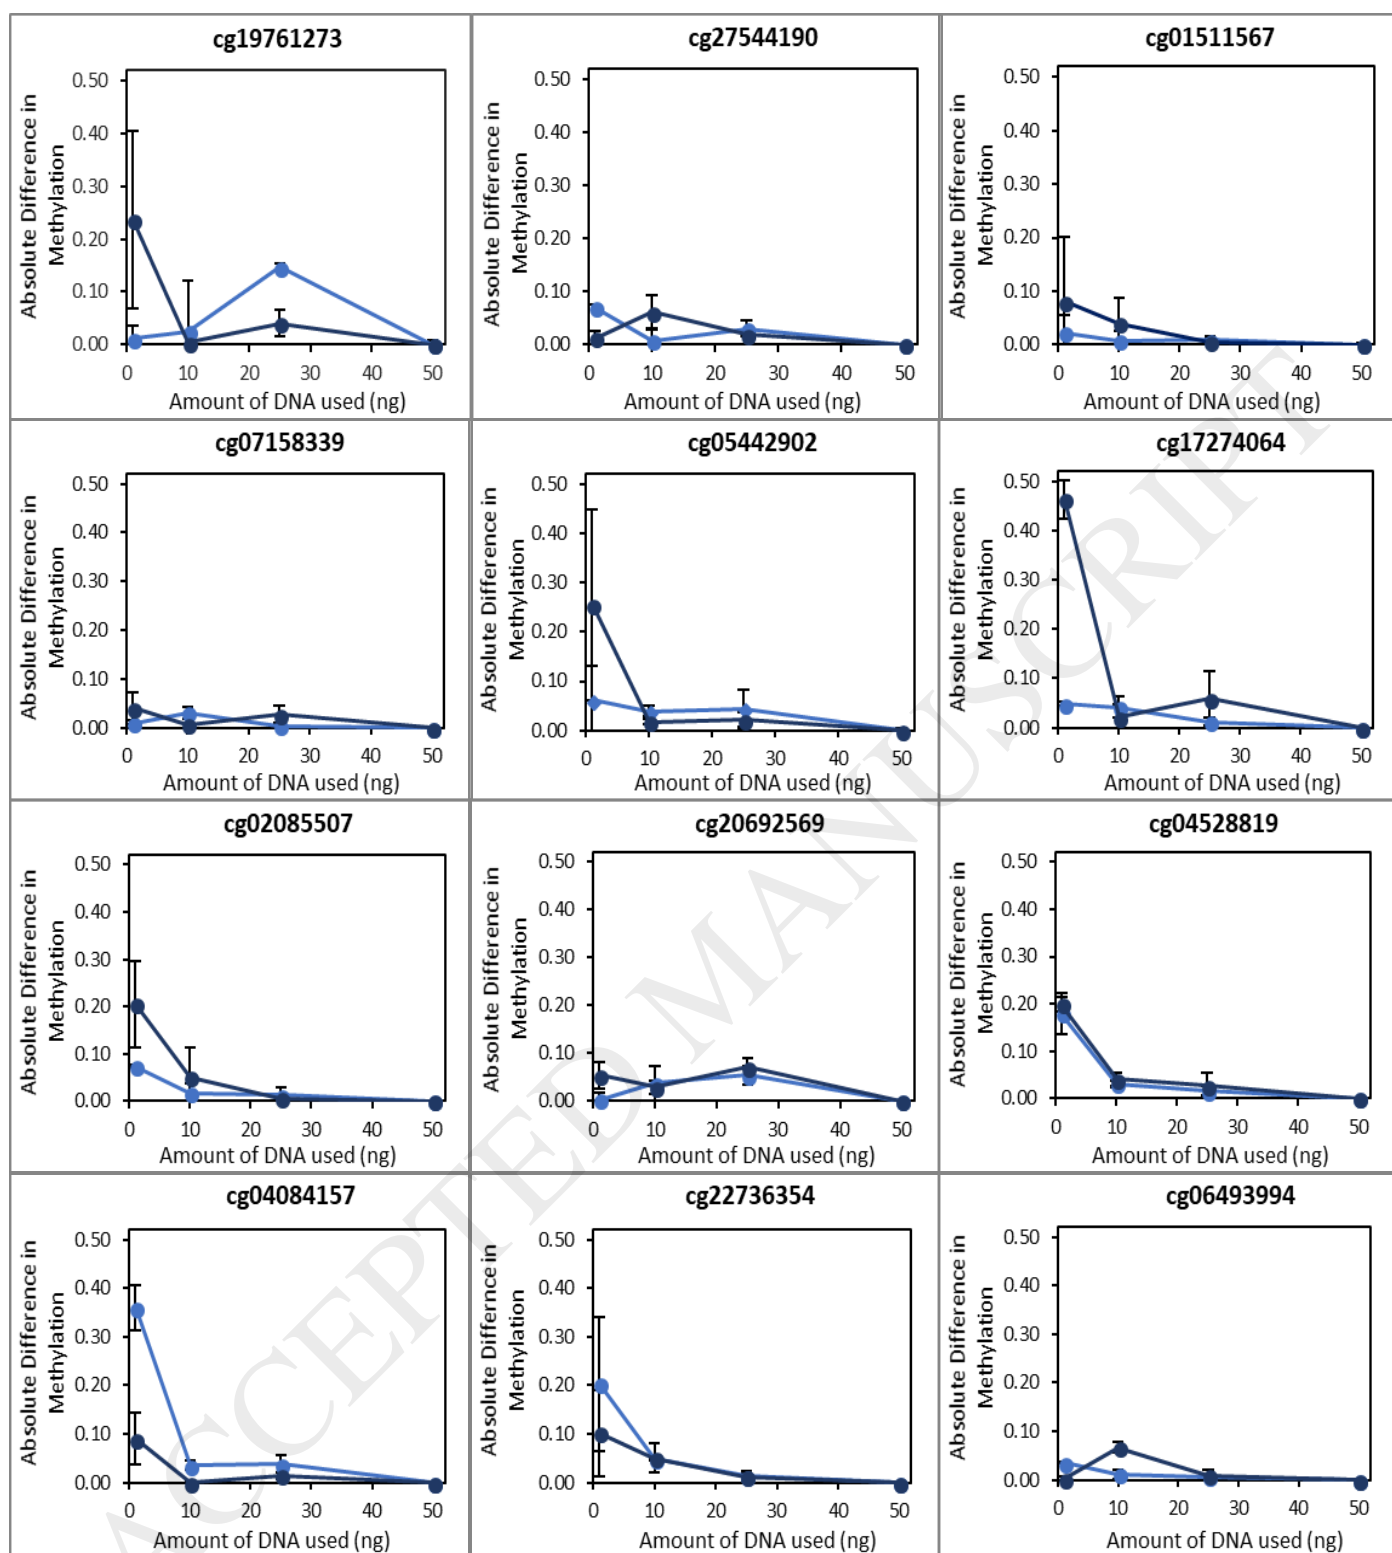 cg19761273
Absolute Difference in
Methylation
0.50
0.40
0.30
0.20
0.10
0.00
0 10 20 30 40 50
Amount of DNA used (ng)
cg27544190
Absolute Difference in
Methylation
0.50
0.40
0.30
0.20
0.10
0.00
0 10 20 30 40 50
Amount of DNA used (ng)
cg01511567
Absolute Difference in
Methylation
0.50
0.40
0.30
0.20
0.10
0.00
0 10 20 30 40 50
Amount of DNA used (ng)
cg07158339
Absolute Difference in
Methylation
0.50
0.40
0.30
0.20
0.10
0.00
0 10 20 30 40 50
Amount of DNA used (ng)
cg05442902
Absolute Difference in
Methylation
0.50
0.40
0.30
0.20
0.10
0.00
0 10 20 30 40 50
Amount of DNA used (ng)
cg17274064
Absolute Difference in
Methylation
0.50
0.40
0.30
0.20
0.10
0.00
0 10 20 30 40 50
Amount of DNA used (ng)
cg02085507
Absolute Difference in
Methylation
0.50
0.40
0.30
0.20
0.10
0.00
0 10 20 30 40 50
Amount of DNA used (ng)
cg20692569
Absolute Difference in
Methylation
0.50
0.40
0.30
0.20
0.10
0.00
0 10 20 30 40 50
Amount of DNA used (ng)
cg04528819
Absolute Difference in
Methylation
0.50
0.40
0.30
0.20
0.10
0.00
0 10 20 30 40 50
Amount of DNA used (ng)
cg04084157
Absolute Difference in
Methylation
0.50
0.40
0.30
0.20
0.10
0.00
0 10 20 30 40 50
Amount of DNA used (ng)
cg22736354
Absolute Differnce in
Methylation
0.50
0.40
0.30
0.20
0.10
0.00
0 10 20 30 40 50
Amount of DNA used (ng)
cg06493994
Absolute Difference in
Methylation
0.50
0.40
0.30
0.20
0.10
0.00
0 10 20 30 40 50
Amount of DNA used (ng)
ACCEPTED MANUSCRIPT